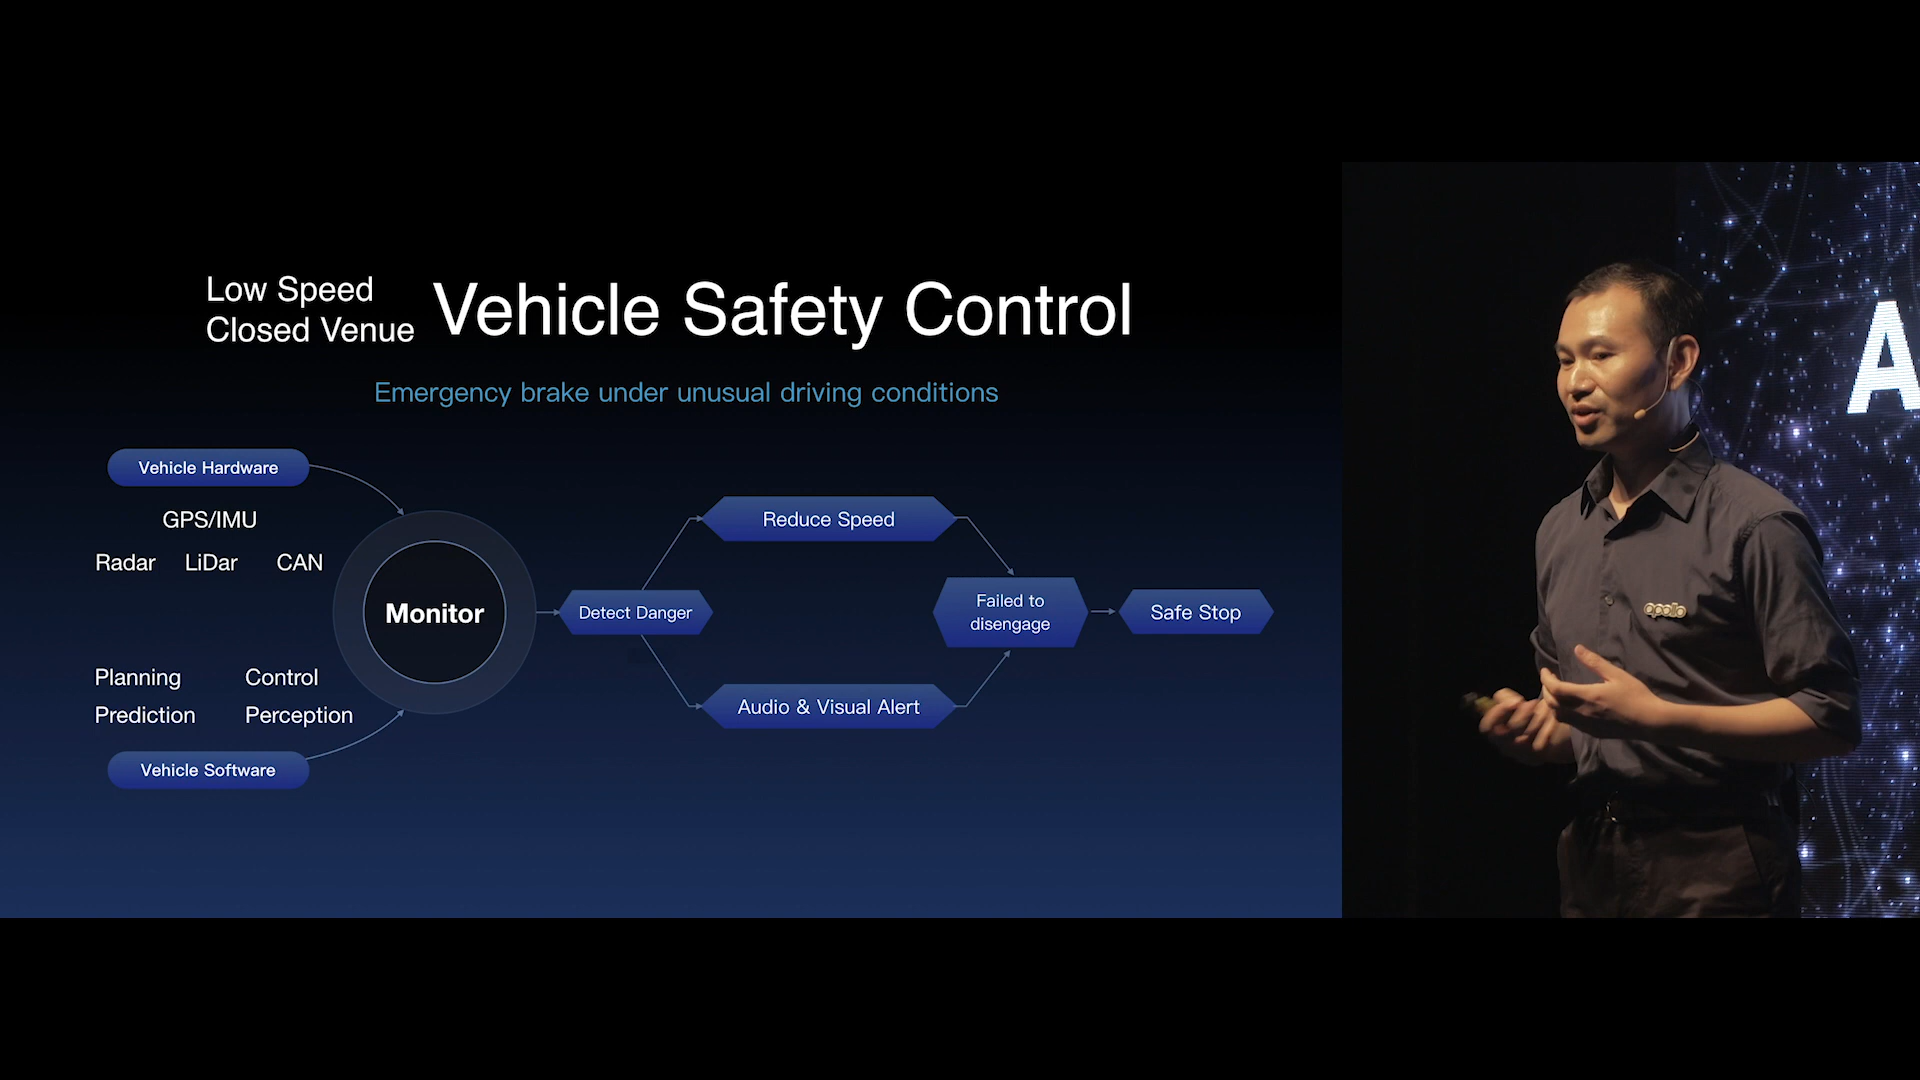 Low Speed
Closed Venue
Vehicle Safety Control
Emergency brake under unusual driving conditions
Vehicle Hardware
GPS/IMU
Radar LiDar CAN
Monitor
Planning Control
Prediction Perception
Vehicle Software
Detect Danger
Reduce Speed
Audio & Visual Alert
Failed to
disengage
Safe Stop
apollo
A